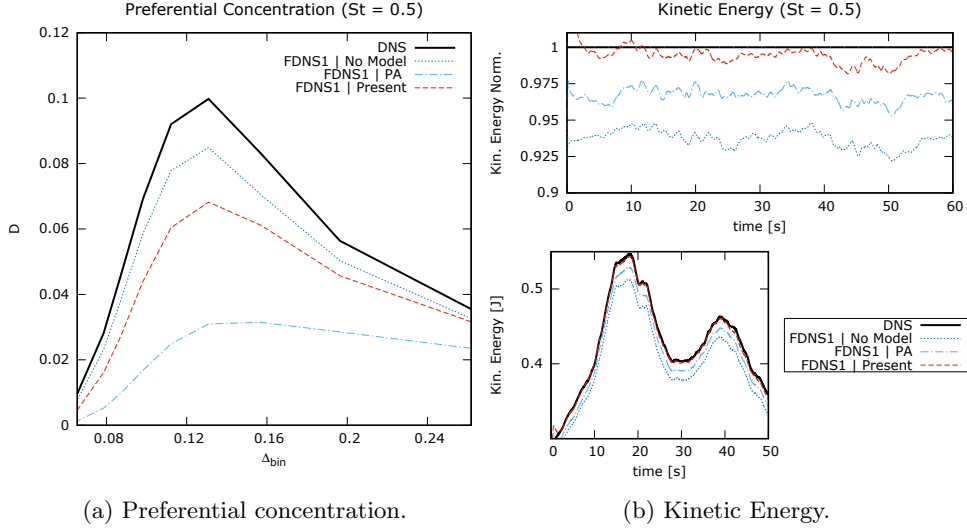 Preferential Concentration (St = 0.5)
DNS
FDNS1 | No Model
FDNS1 | PA
FDNS1 | Present
0.12
0.1
0.08
0.06
0.04
0.02
0
D
0.08
0.12
0.16
0.2
0.24
Δbin
(a) Preferential concentration.
Kinetic Energy (St = 0.5)
1
0.975
0.95
0.925
0.9
Kin. Energy Norm.
0
10
20
30
40
50
60
time [s]
0.5
0.4
Kin. Energy [J]
0
10
20
30
40
50
time [s]
DNS
FDNS1 | No Model
FDNS1 | PA
FDNS1 | Present
(b) Kinetic Energy.